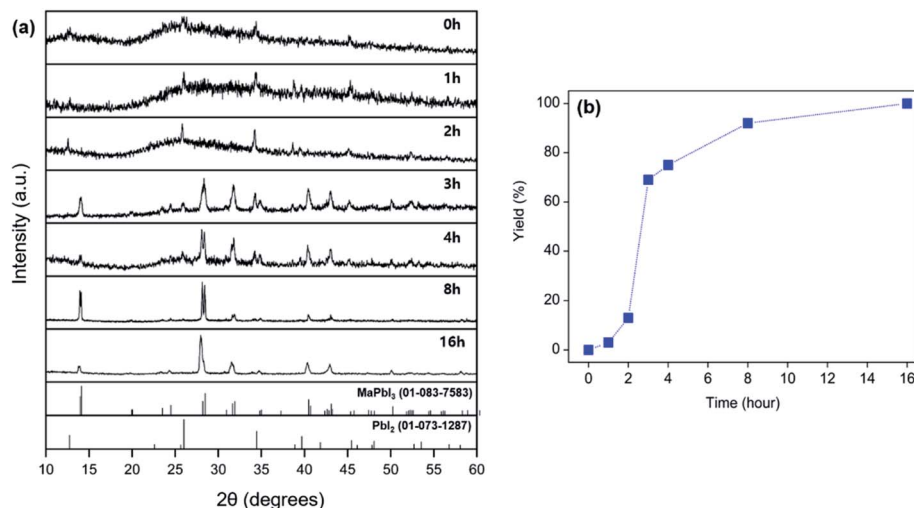 (a)
0h
1h
2h
3h
4h
8h
16h
MaPbI₃ (01-083-7583)
PbI₂ (01-073-1287)
Intensity (a.u.)
10 15 20 25 30 35 40 45 50 55 60
2θ (degrees)
(b)
100
80
60
40
20
0
Yield (%)
0 2 4 6 8 10 12 14 16
Time (hour)